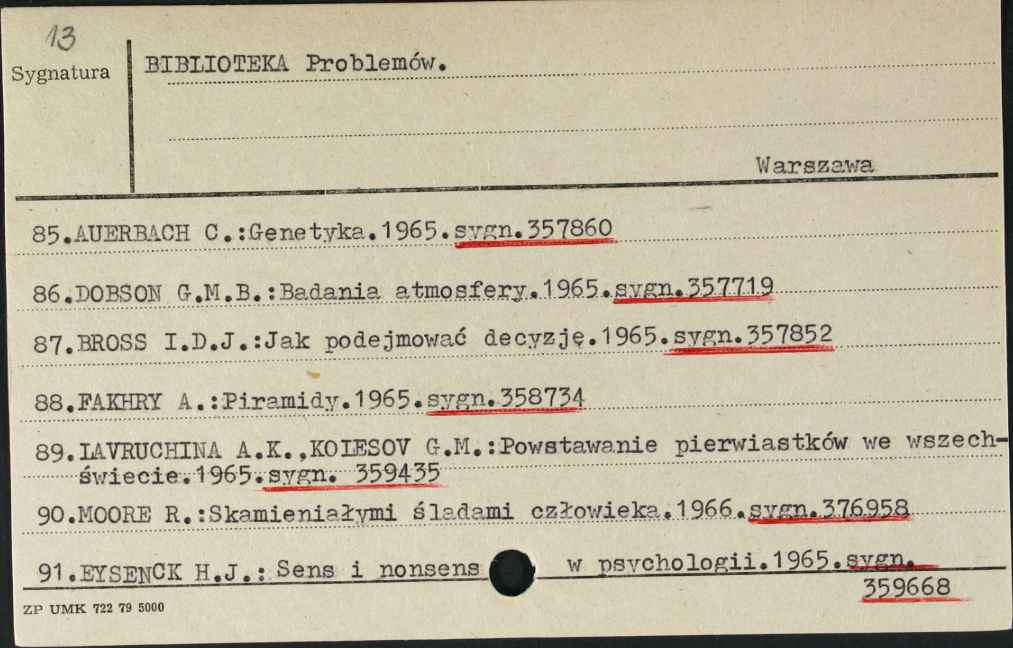 13
Sygnatura
BIBLIOTEKA Problemów.
Warszawa
85.AUERBACH C.:Genetyka.1965.sygn.357860
86.DOBSON G.M.B.:Badania atmosfery.1965.sygn.357719
87.BROSS I.D.J.:Jak podejmować decyzję.1965.sygn.357852
88.FAKHRY A.:Piramidy.1965.sygn.358734
89.ŁAVRUCHINA A.K.,KOLESOV G.M.:Powstawanie pierwiastków we wszech-
świecie.1965.sygn. 359435
90.MOORE R.:Skamieniałymi śladami człowieka.1966.sygn.376958
91.EYSENCK H.J.: Sens i nonsens w psychologii.1965.sygn.
359668
ZP UMK 722 79 5000